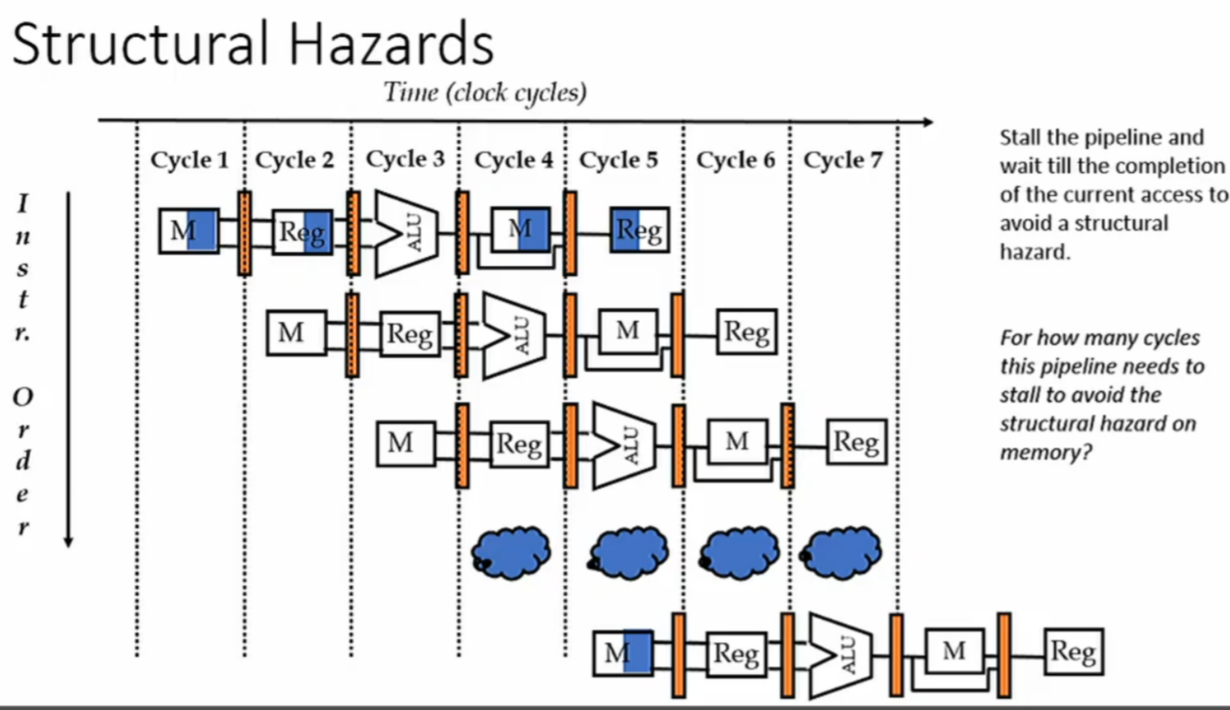 Structural Hazards
Time (clock cycles)
Cycle 1 Cycle 2 Cycle 3 Cycle 4 Cycle 5 Cycle 6 Cycle 7
Instr. Order
M Reg ALU M Reg
M Reg ALU M Reg
M Reg ALU M Reg
M Reg ALU M Reg
Stall the pipeline and
wait till the completion
of the current access to
avoid a structural
hazard.
For how many cycles
this pipeline needs to
stall to avoid the
structural hazard on
memory?